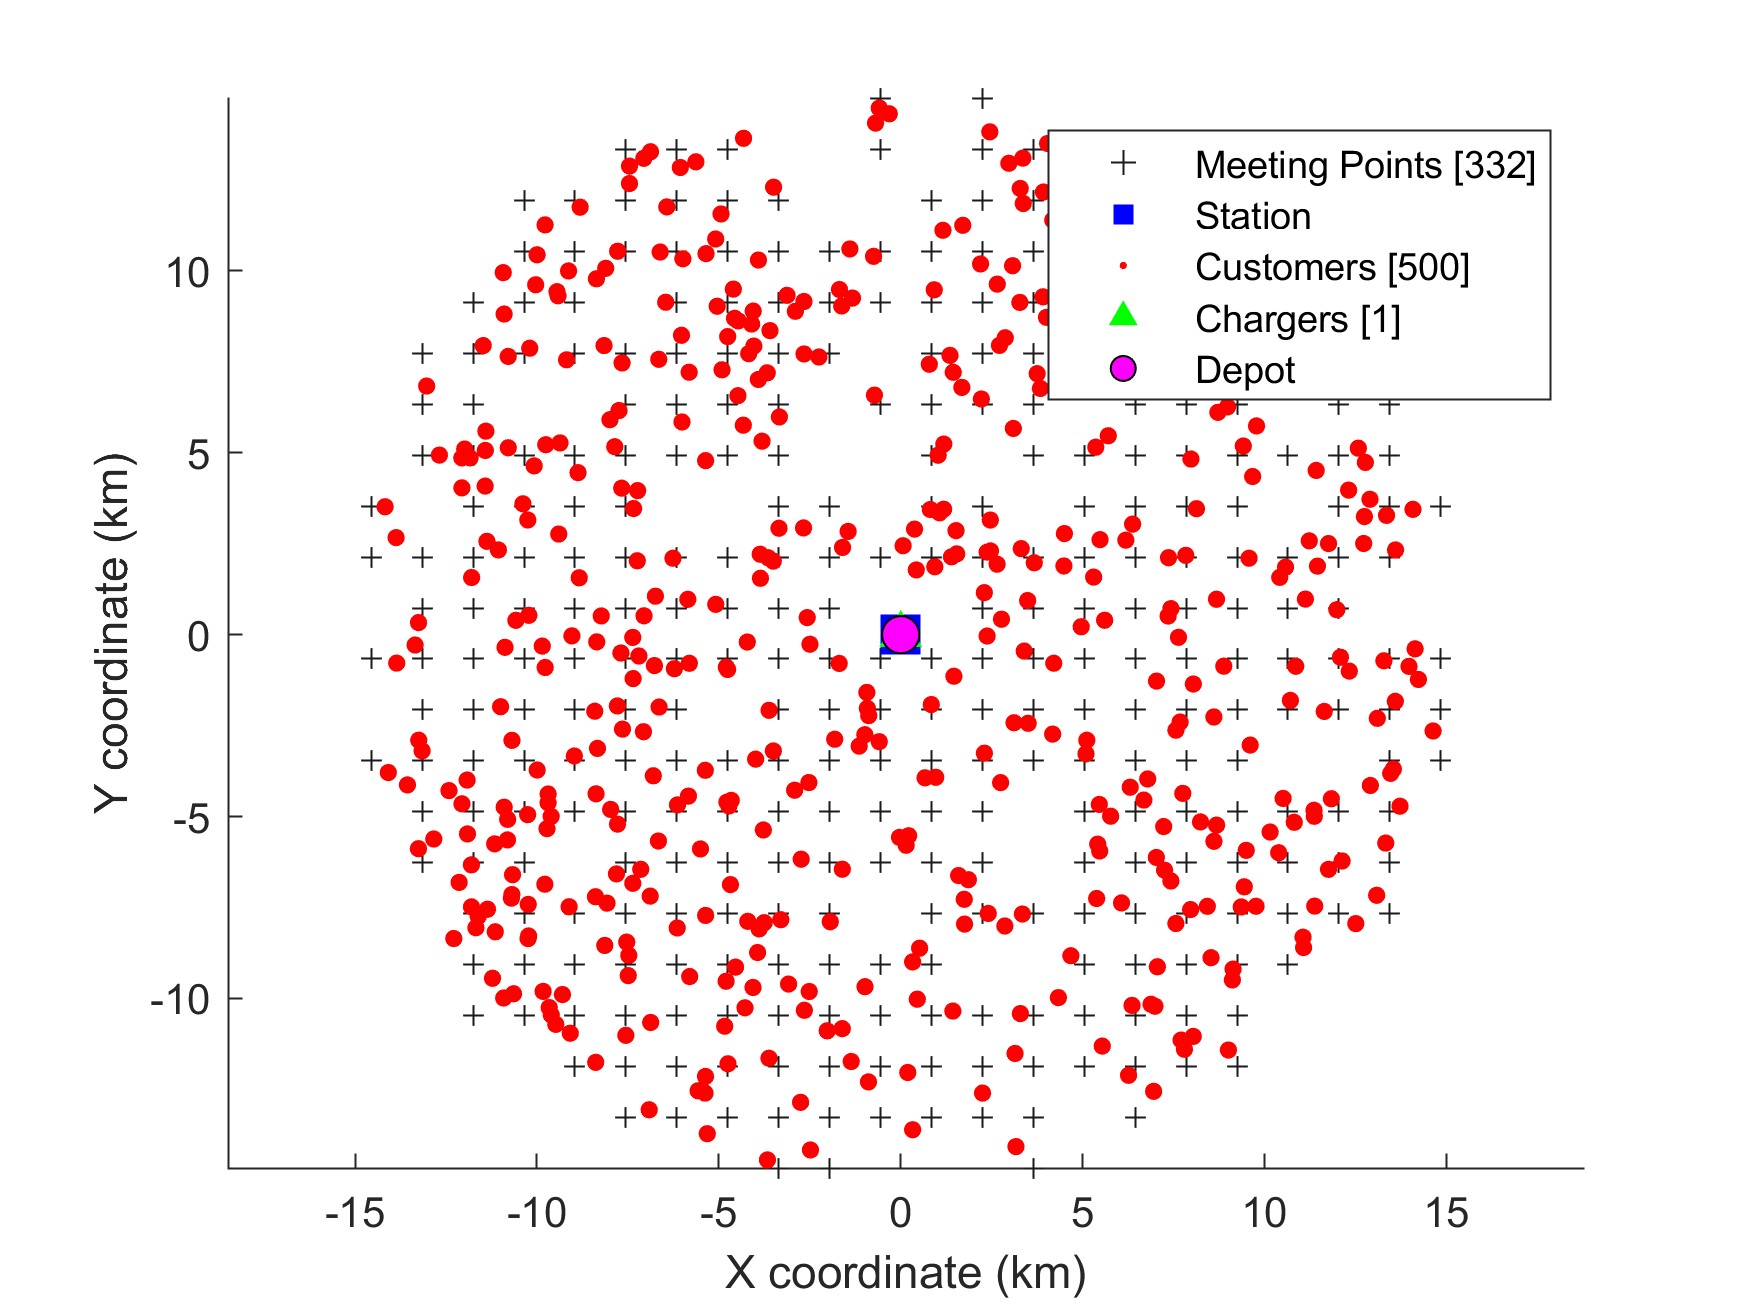 Meeting Points [332]
Station
Customers [500]
Chargers [1]
Depot
10
5
0
-5
-10
Y coordinate (km)
-15 -10 -5 0 5 10 15
X coordinate (km)